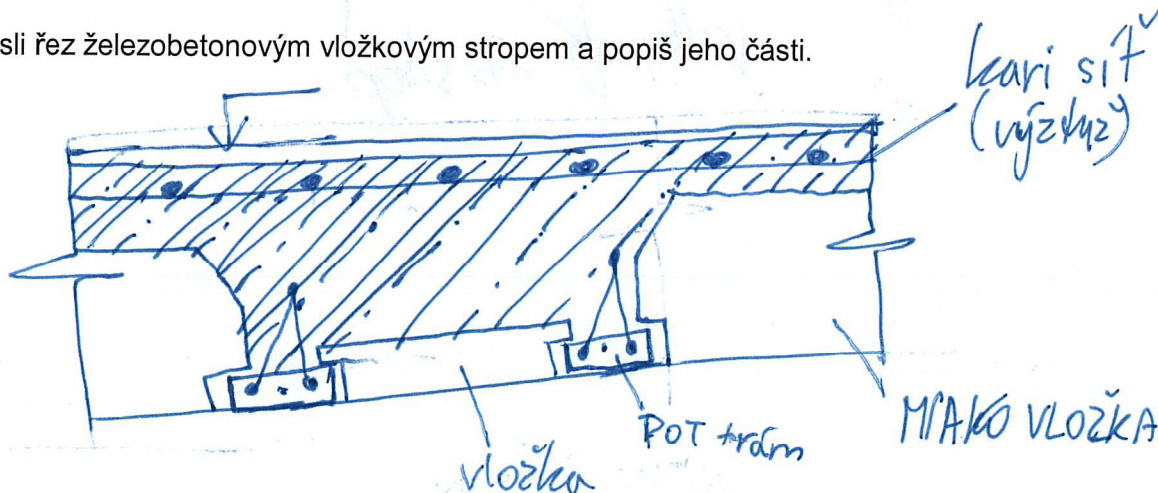 sli řez železobetonovým vložkovým stropem a popiš jeho části.
kari síť
(výztuž)
POT trám
MIAKO VLOŽKA
vložka